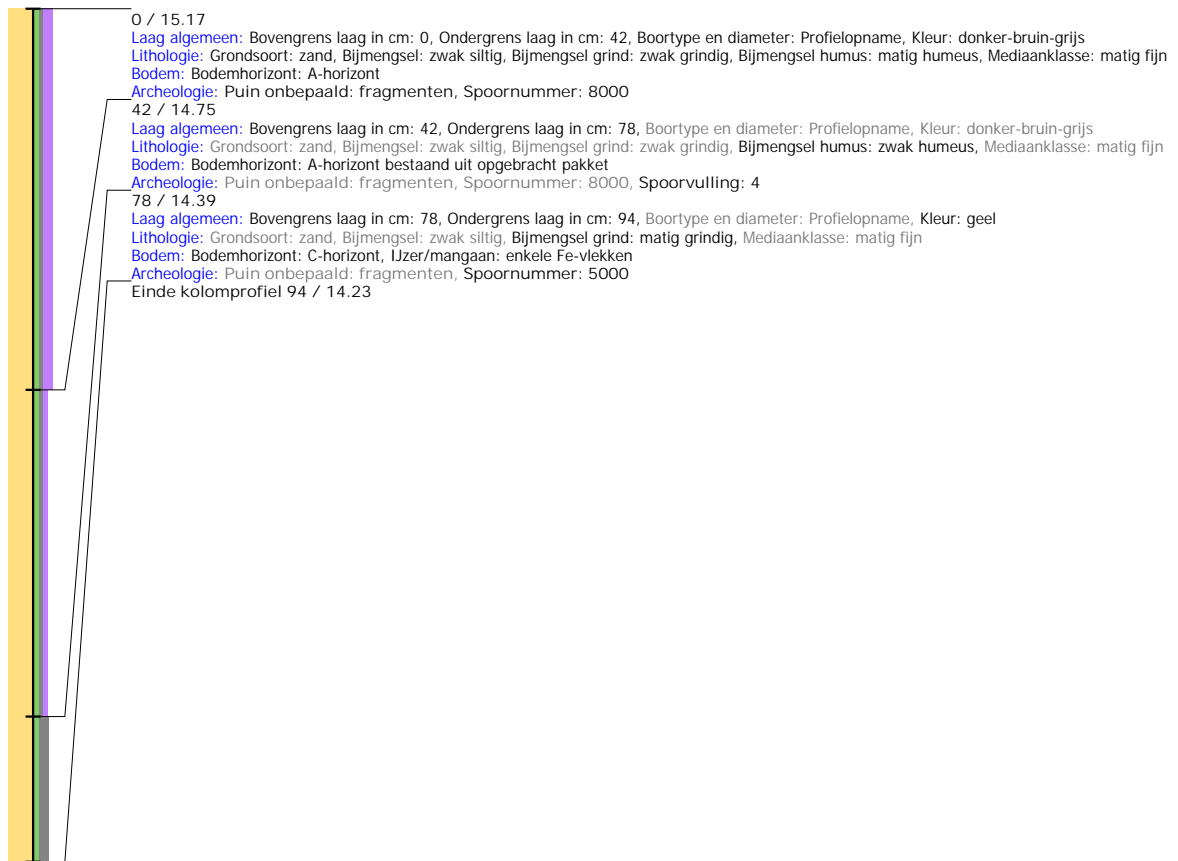 0 / 15.17
Laag algemeen: Bovengrens laag in cm: 0, Ondergrens laag in cm: 42, Boortype en diameter: Profielopname, Kleur: donker-bruin-grijs
Lithologie: Grondsoort: zand, Bijmengsel: zwak siltig, Bijmengsel grind: zwak grindig, Bijmengsel humus: matig humeus, Mediaanklasse: matig fijn
Bodem: Bodemhorizont: A-horizont
Archeologie: Puin onbepaald: fragmenten, Spoornummer: 8000
42 / 14.75
Laag algemeen: Bovengrens laag in cm: 42, Ondergrens laag in cm: 78, Boortype en diameter: Profielopname, Kleur: donker-bruin-grijs
Lithologie: Grondsoort: zand, Bijmengsel: zwak siltig, Bijmengsel grind: zwak grindig, Bijmengsel humus: zwak humeus, Mediaanklasse: matig fijn
Bodem: Bodemhorizont: A-horizont bestaand uit opgebracht pakket
Archeologie: Puin onbepaald: fragmenten, Spoornummer: 8000, Spoorvulling: 4
78 / 14.39
Laag algemeen: Bovengrens laag in cm: 78, Ondergrens laag in cm: 94, Boortype en diameter: Profielopname, Kleur: geel
Lithologie: Grondsoort: zand, Bijmengsel: zwak siltig, Bijmengsel grind: matig grindig, Mediaanklasse: matig fijn
Bodem: Bodemhorizont: C-horizont, IJzer/mangaan: enkele Fe-vlekken
Archeologie: Puin onbepaald: fragmenten, Spoornummer: 5000
Einde kolomprofiel 94 / 14.23